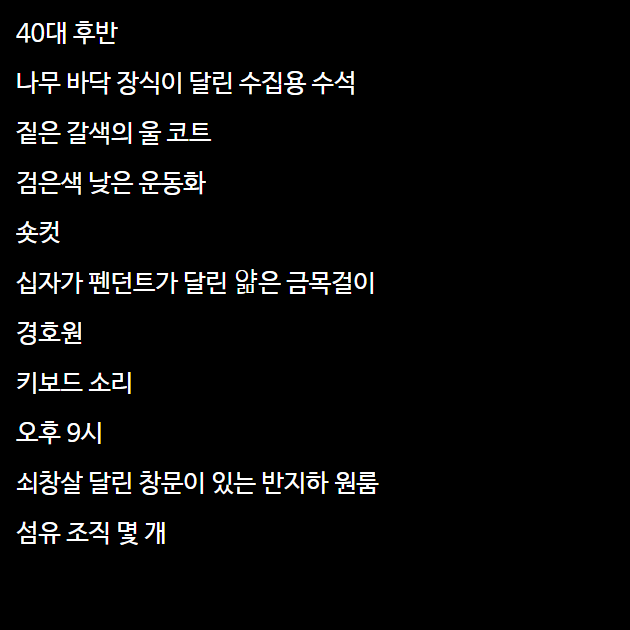 40대 후반
나무 바닥 장식이 달린 수집용 수석
짙은 갈색의 울 코트
검은색 낮은 운동화
숏컷
십자가 펜던트가 달린 얇은 금목걸이
경호원
키보드 소리
오후 9시
쇠창살 달린 창문이 있는 반지하 원룸
섬유 조직 몇 개